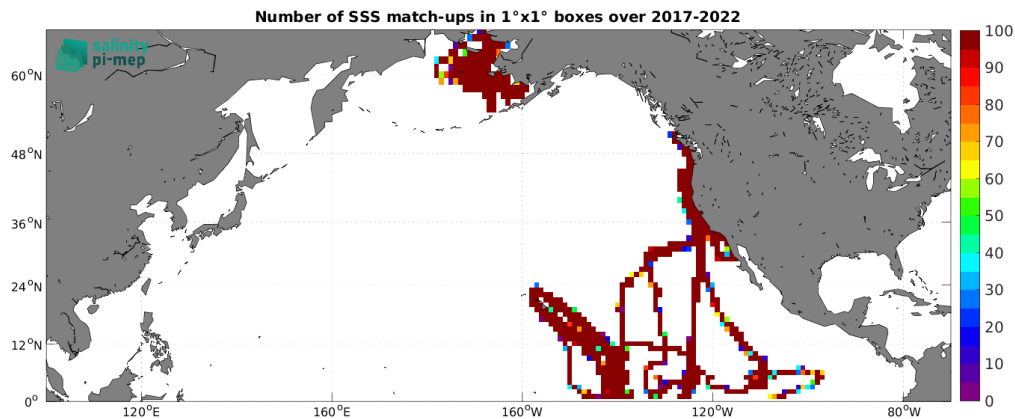 Number of SSS match-ups in 1°x1° boxes over 2017-2022
salinity
pi-mep
60°N
48°N
36°N
24°N
12°N
0°
120°E
160°E
160°W
120°W
80°W
100
90
80
70
60
50
40
30
20
10
0